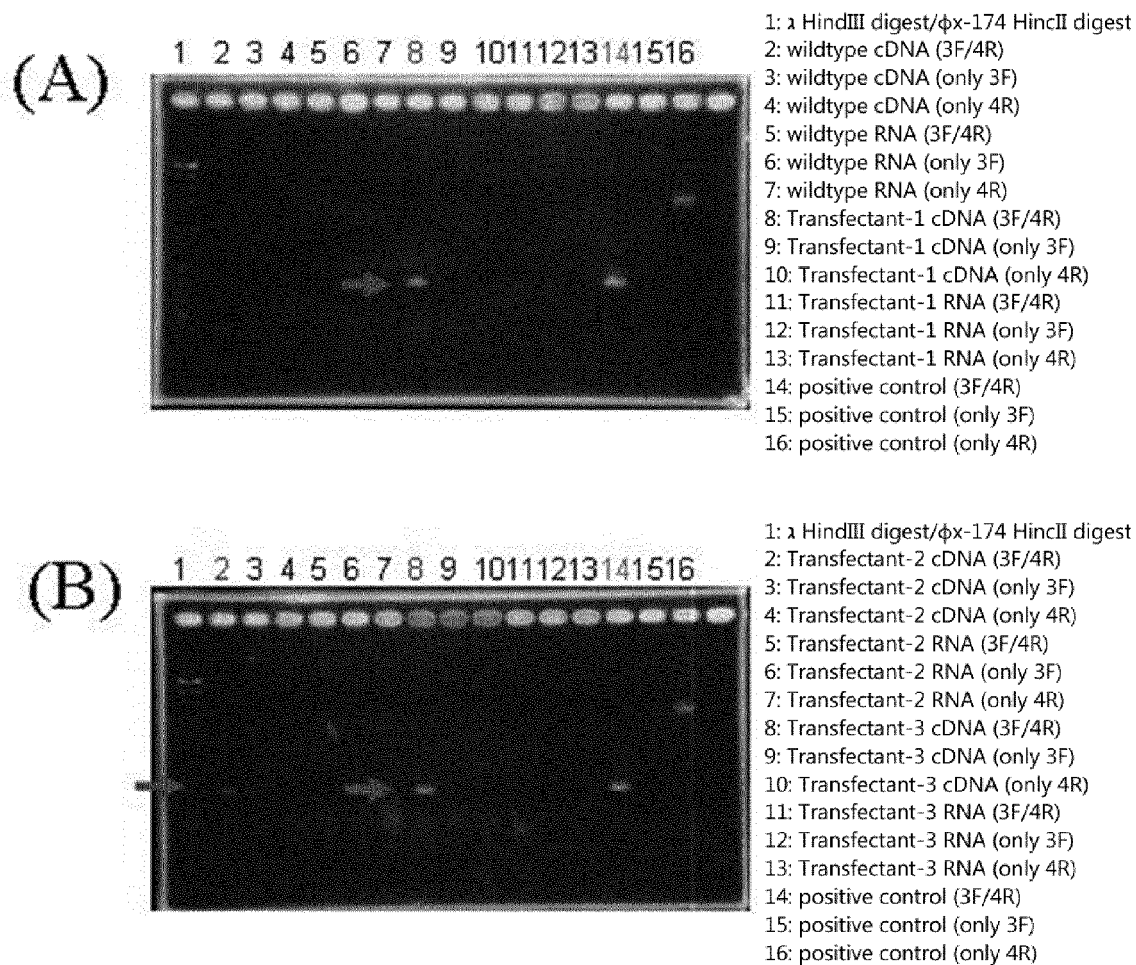 (A)
1 2 3 4 5 6 7 8 9 10 11 12 13 14 15 16
1: λ HindIII digest/ϕx-174 HincII digest
2: wildtype cDNA (3F/4R)
3: wildtype cDNA (only 3F)
4: wildtype cDNA (only 4R)
5: wildtype RNA (3F/4R)
6: wildtype RNA (only 3F)
7: wildtype RNA (only 4R)
8: Transfectant-1 cDNA (3F/4R)
9: Transfectant-1 cDNA (only 3F)
10: Transfectant-1 cDNA (only 4R)
11: Transfectant-1 RNA (3F/4R)
12: Transfectant-1 RNA (only 3F)
13: Transfectant-1 RNA (only 4R)
14: positive control (3F/4R)
15: positive control (only 3F)
16: positive control (only 4R)
(B)
1 2 3 4 5 6 7 8 9 10 11 12 13 14 15 16
1: λ HindIII digest/ϕx-174 HincII digest
2: Transfectant-2 cDNA (3F/4R)
3: Transfectant-2 cDNA (only 3F)
4: Transfectant-2 cDNA (only 4R)
5: Transfectant-2 RNA (3F/4R)
6: Transfectant-2 RNA (only 3F)
7: Transfectant-2 RNA (only 4R)
8: Transfectant-3 cDNA (3F/4R)
9: Transfectant-3 cDNA (only 3F)
10: Transfectant-3 cDNA (only 4R)
11: Transfectant-3 RNA (3F/4R)
12: Transfectant-3 RNA (only 3F)
13: Transfectant-3 RNA (only 4R)
14: positive control (3F/4R)
15: positive control (only 3F)
16: positive control (only 4R)